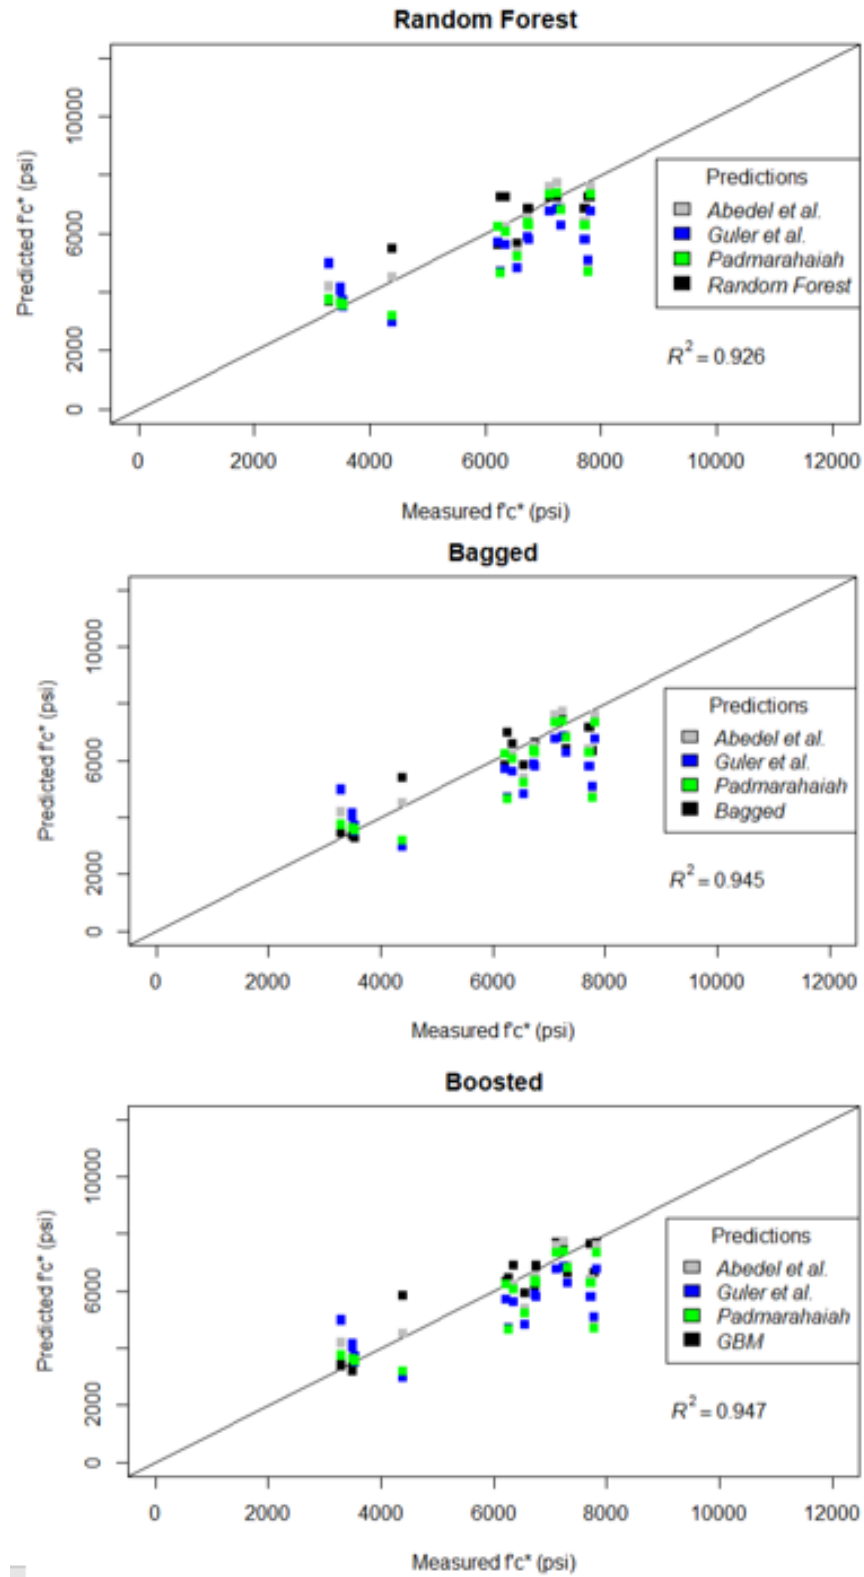 Random Forest
Predicted f'c* (psi)
10000
6000
4000
2000
0
Predictions
Abedel et al.
Guler et al.
Padmarahaiah
Random Forest
R² = 0.926
0 2000 4000 6000 8000 10000 12000
Measured f'c* (psi)
Bagged
Predicted f'c* (psi)
10000
6000
4000
2000
0
Predictions
Abedel et al.
Guler et al.
Padmarahaiah
Bagged
R² = 0.945
0 2000 4000 6000 8000 10000 12000
Measured f'c* (psi)
Boosted
Predicted f'c* (psi)
10000
6000
4000
2000
0
Predictions
Abedel et al.
Guler et al.
Padmarahaiah
GBM
R² = 0.947
0 2000 4000 6000 8000 10000 12000
Measured f'c* (psi)